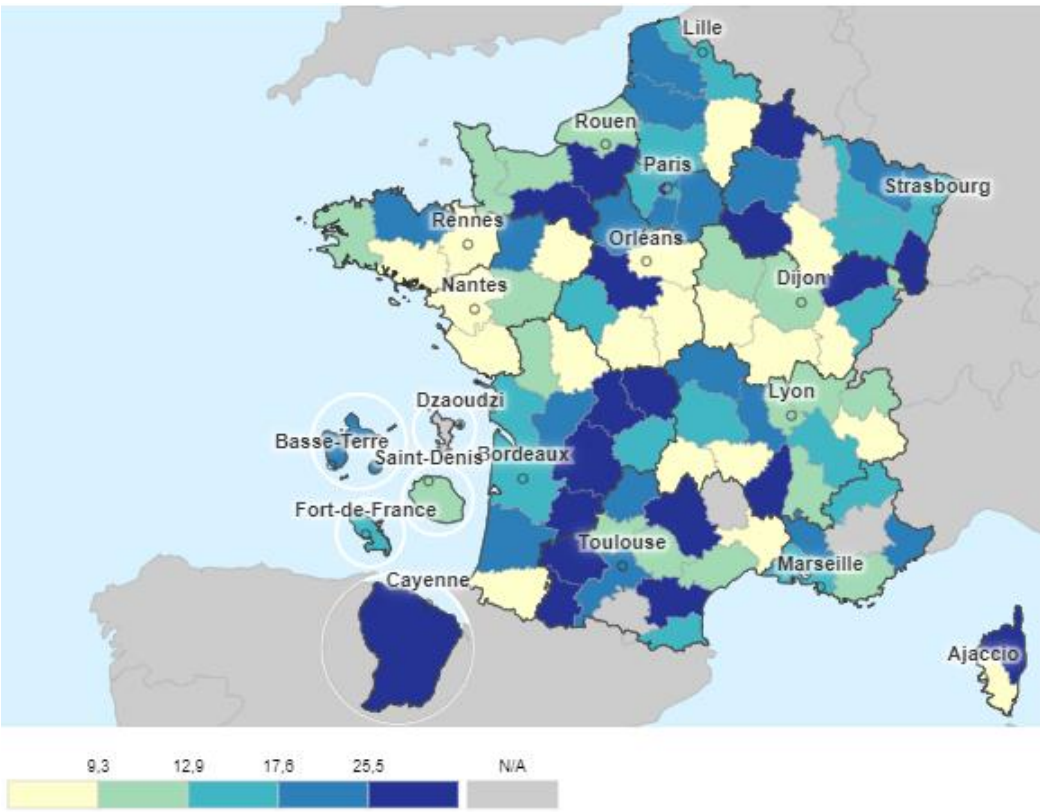 Lille
Rouen
Paris
Strasbourg
Rennes
Orléans
Nantes
Dijon
Dzaoudzi
Lyon
Basse-Terre
Saint-Denis
Bordeaux
Fort-de-France
Toulouse
Marseille
Cayenne
Ajaccio
9,3 12,9 17,6 25,5 N/A